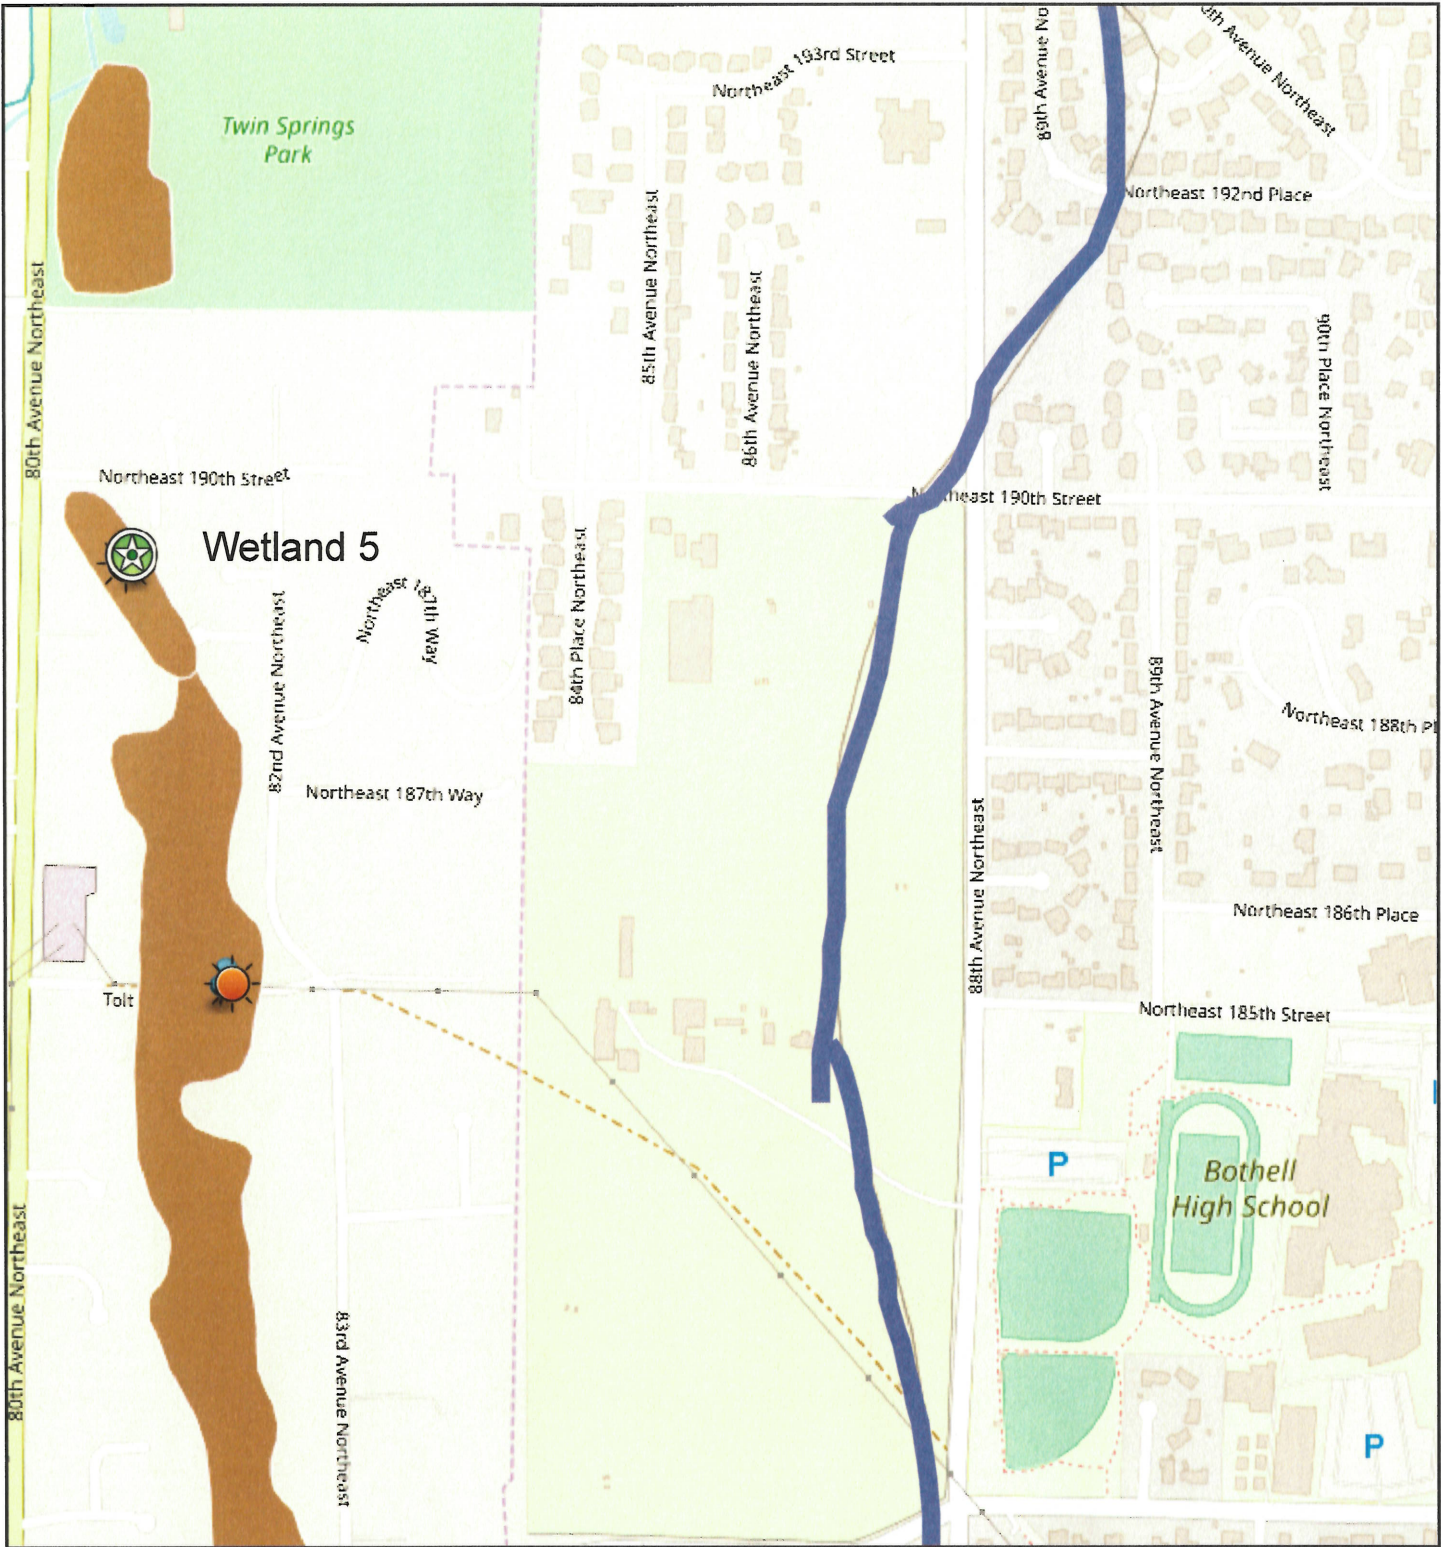 Northeast 193rd Street
89th Avenue No
0th Avenue Northeast
Twin Springs
Park
Northeast 192nd Place
85th Avenue Northeast
86th Avenue Northeast
80th Avenue Northeast
90th Place Northeast
Northeast 190th Street
Northeast 190th Street
Wetland 5
84th Place Northeast
Northeast 187th Way
82nd Avenue Northeast
89th Avenue Northeast
Northeast 188th Pl
Northeast 187th Way
88th Avenue Northeast
Northeast 186th Place
Tolt
Northeast 185th Street
P
Bothell
High School
80th Avenue Northeast
83rd Avenue Northeast
P